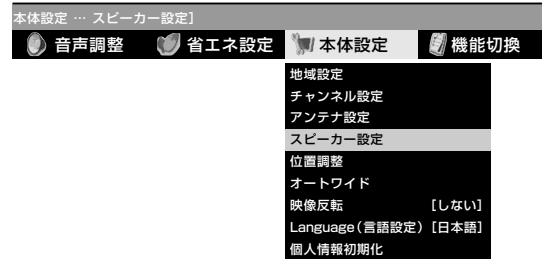 本体設定 … スピーカー設定]
音声調整 省エネ設定 本体設定 機能切換
地域設定
チャンネル設定
アンテナ設定
スピーカー設定
位置調整
オートワイド
映像反転 [しない]
Language(言語設定) [日本語]
個人情報初期化